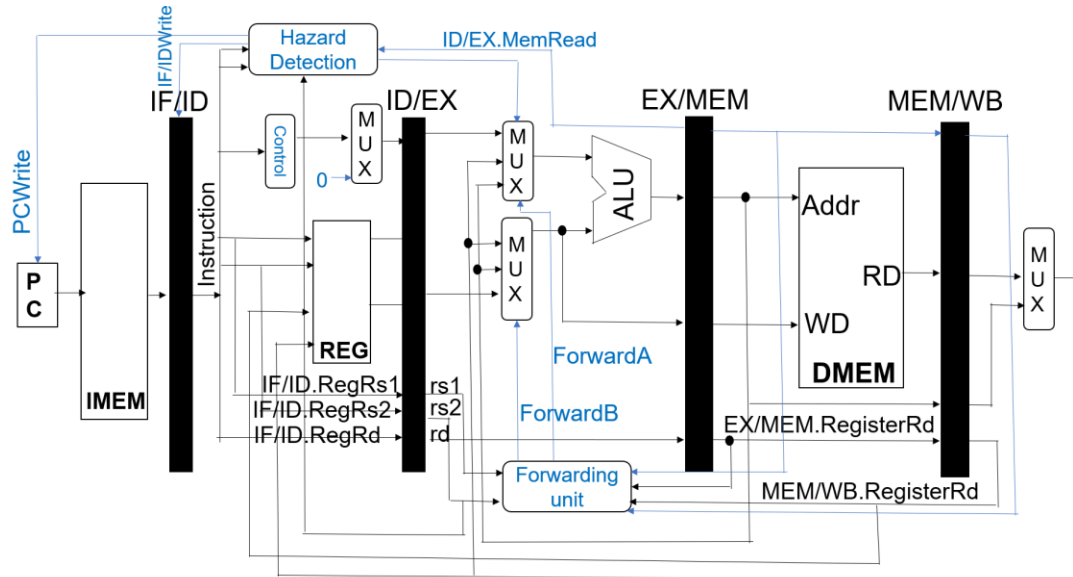 Hazard
Detection
ID/EX.MemRead
IF/IDWrite
PCWrite
IF/ID
ID/EX
EX/MEM
MEM/WB
Control
M
U
X
0
M
U
X
ALU
Instruction
P
C
IMEM
REG
M
U
X
Addr
RD
WD
DMEM
M
U
X
ForwardA
ForwardB
IF/ID.RegRs1
rs1
IF/ID.RegRs2
rs2
IF/ID.RegRd
rd
EX/MEM.RegisterRd
Forwarding
unit
MEM/WB.RegisterRd